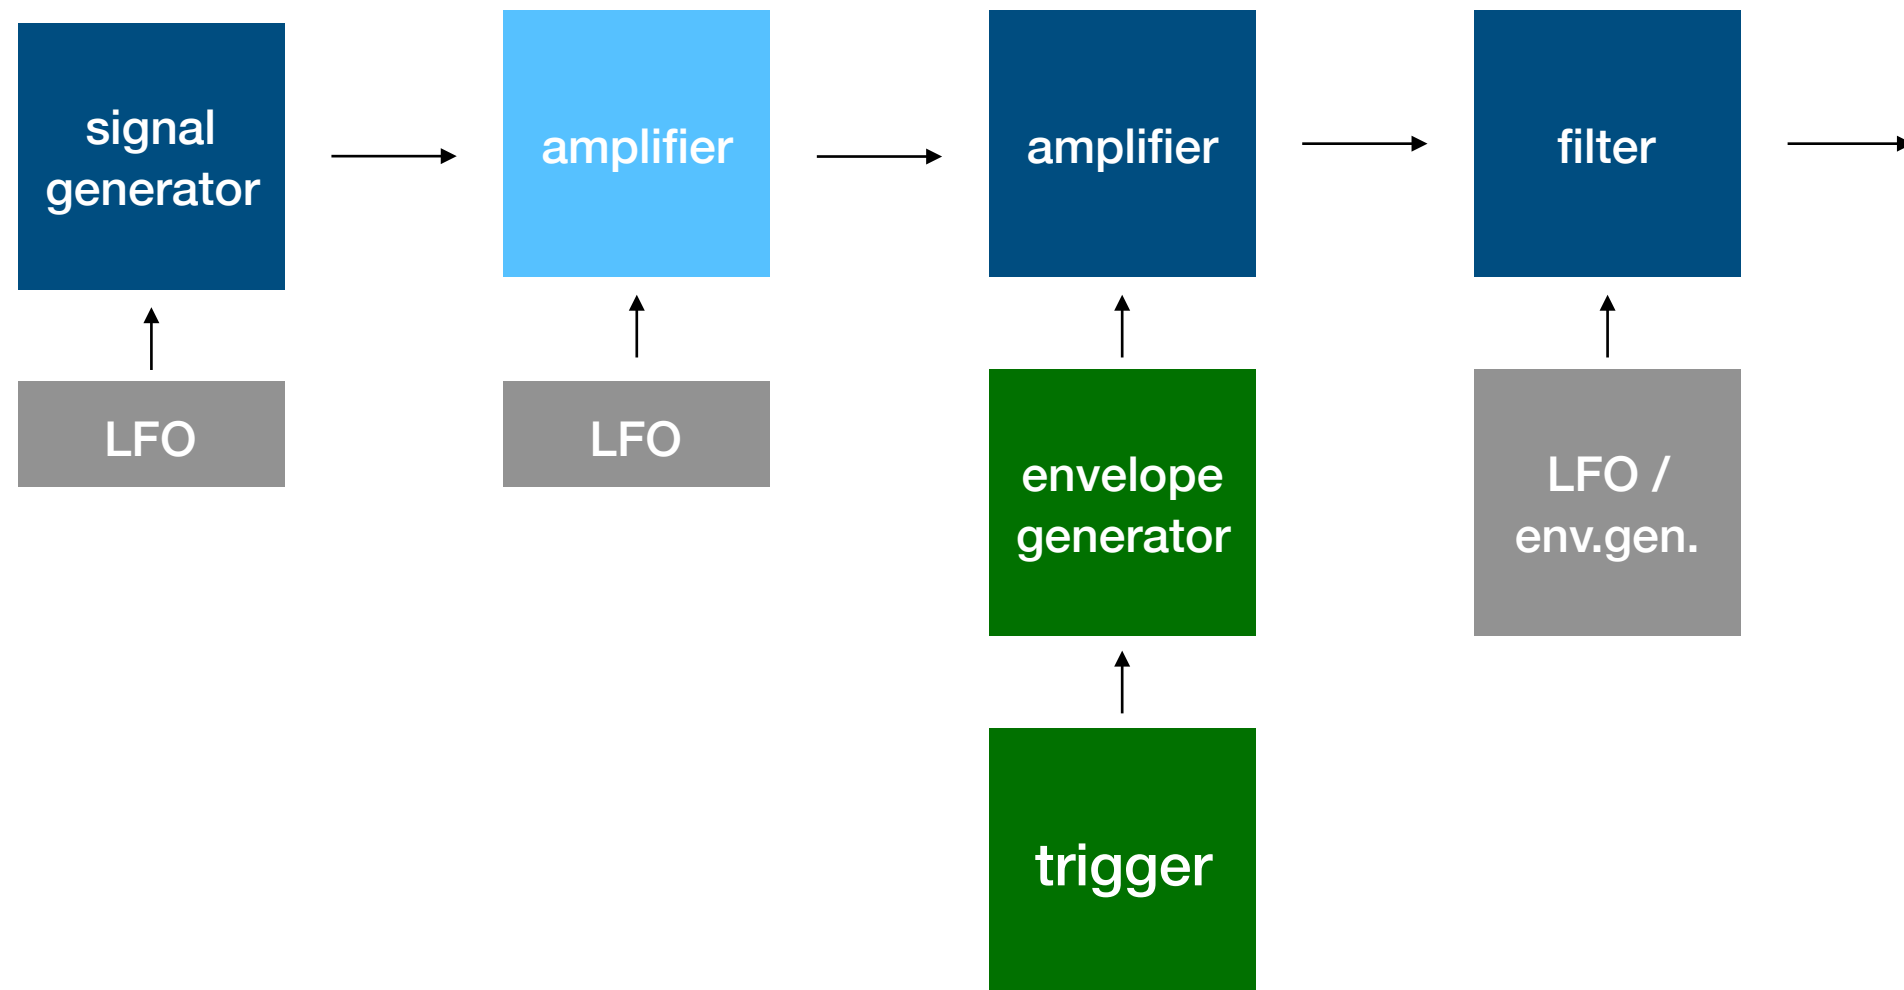 signal
generator
amplifier
amplifier
filter
LFO
LFO
envelope
generator
LFO /
env.gen.
trigger